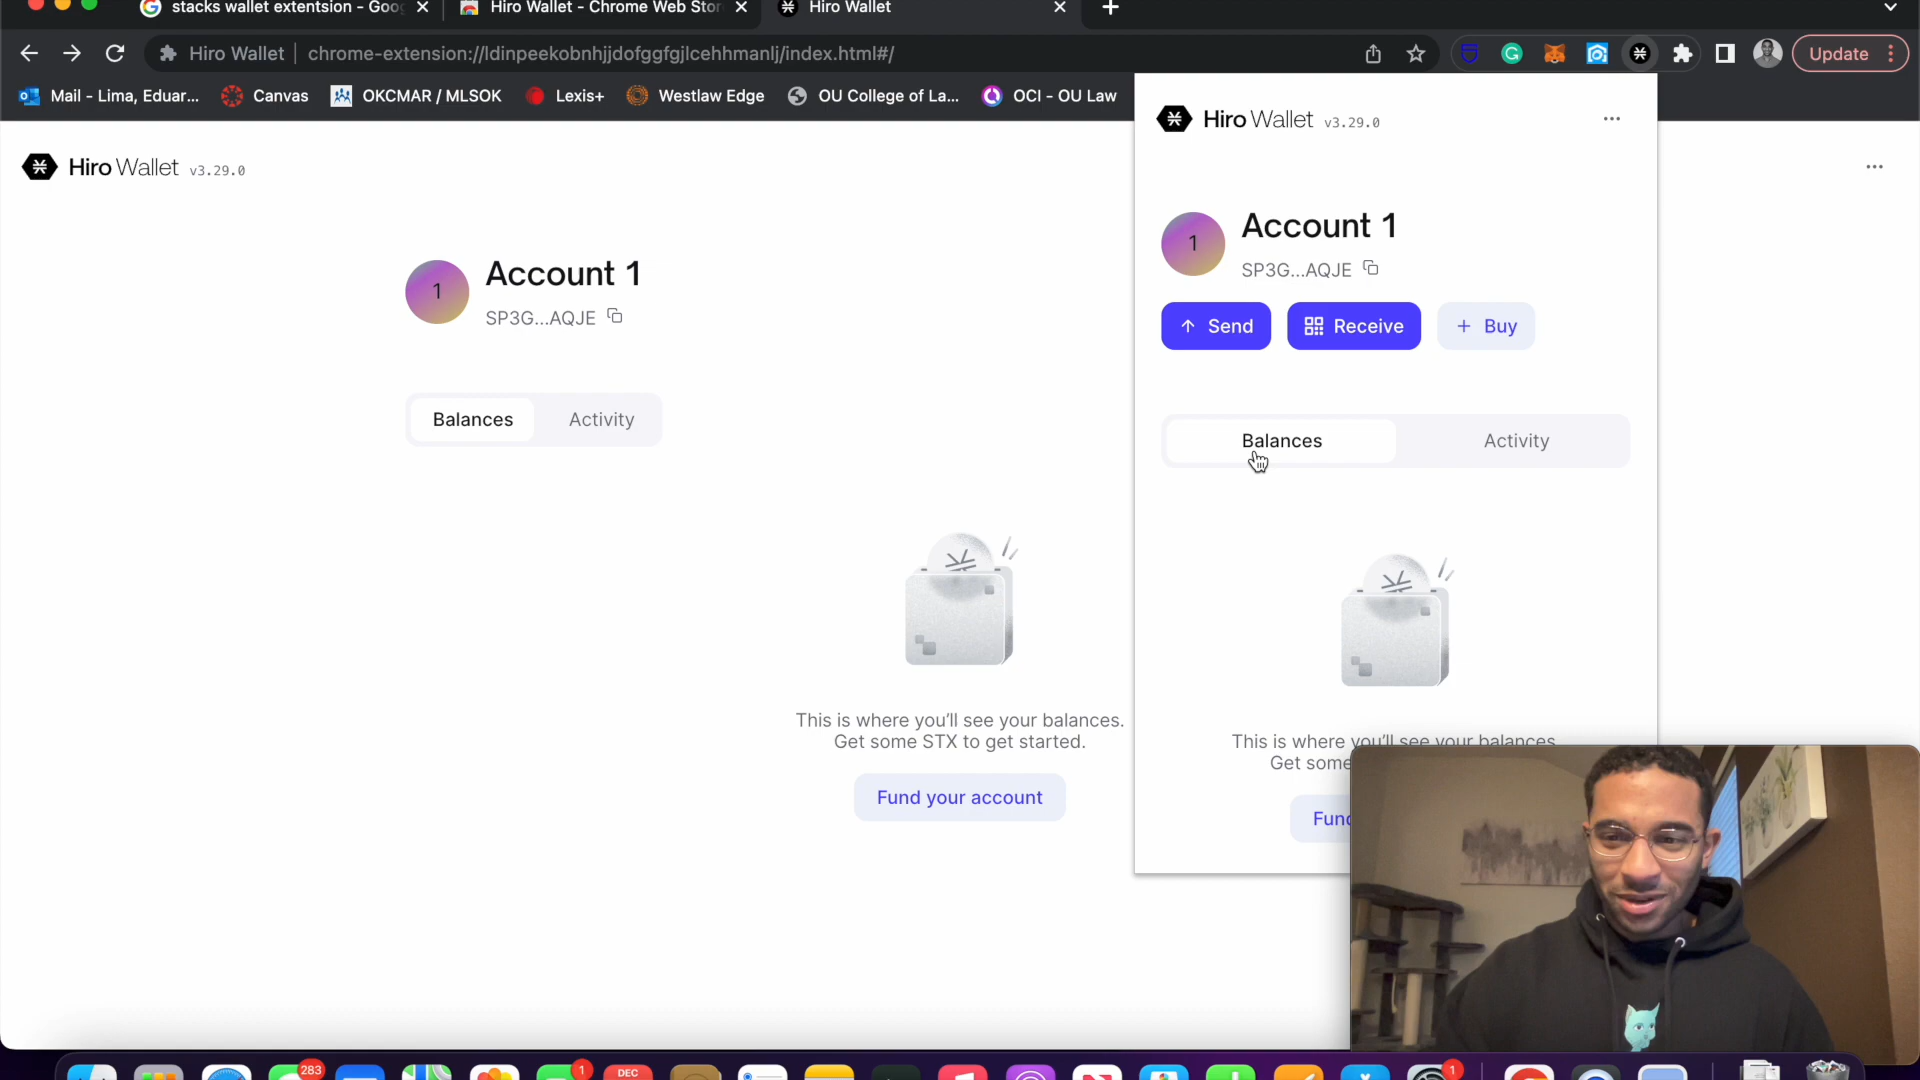 stacks wallet extentsion - Goo
Hiro Wallet - Chrome Web Stor
Hiro Wallet
Hiro Wallet
chrome-extension://ldinpeekobnhjjdofggfgjlcehhmanlj/index.html#/
Update
Mail - Lima, Eduar...
Canvas
OKCMAR / MLSOK
Lexis+
Westlaw Edge
OU College of La...
OCI - OU Law
Hiro Wallet v3.29.0
Account 1
1
SP3G...AQJE
Balances
Activity
This is where you'll see your balances.
Get some STX to get started.
Fund your account
Hiro Wallet v3.29.0
Account 1
1
SP3G...AQJE
Send
Receive
Buy
Balances
Activity
This is where you'll see your balances
Get some
283
1
DEC
1